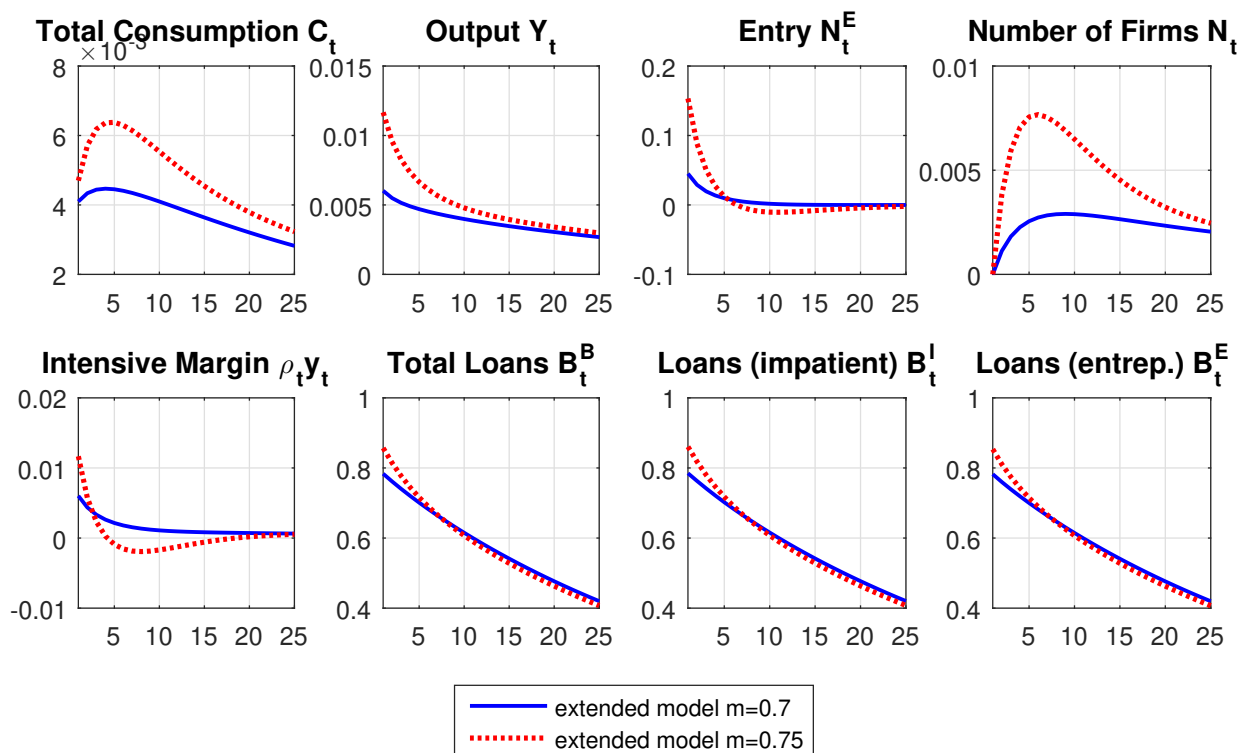 Total Consumption C_t
×10^-3
8
6
4
2
5 10 15 20 25
Output Y_t
0.015
0.01
0.005
0
5 10 15 20 25
Entry N_t^E
0.2
0.1
0
-0.1
5 10 15 20 25
Number of Firms N_t
0.01
0.005
0
5 10 15 20 25
Intensive Margin ρ_t y_t
0.02
0.01
0
-0.01
5 10 15 20 25
Total Loans B_t^B
1
0.8
0.6
0.4
5 10 15 20 25
Loans (impatient) B_t^I
1
0.8
0.6
0.4
5 10 15 20 25
Loans (entrep.) B_t^E
1
0.8
0.6
0.4
5 10 15 20 25
extended model m=0.7
extended model m=0.75